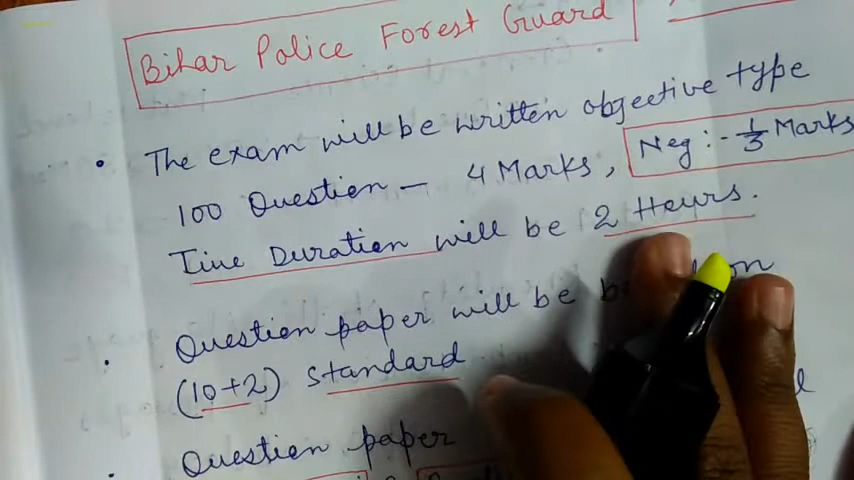 Bihar Police Forest Guard
• The exam will be written objective type
100 Question — 4 Marks, Neg :- 1/3 Marks
Time Duration will be 2 Hours.
• Question paper will be on
(10+2) standard
• Question paper